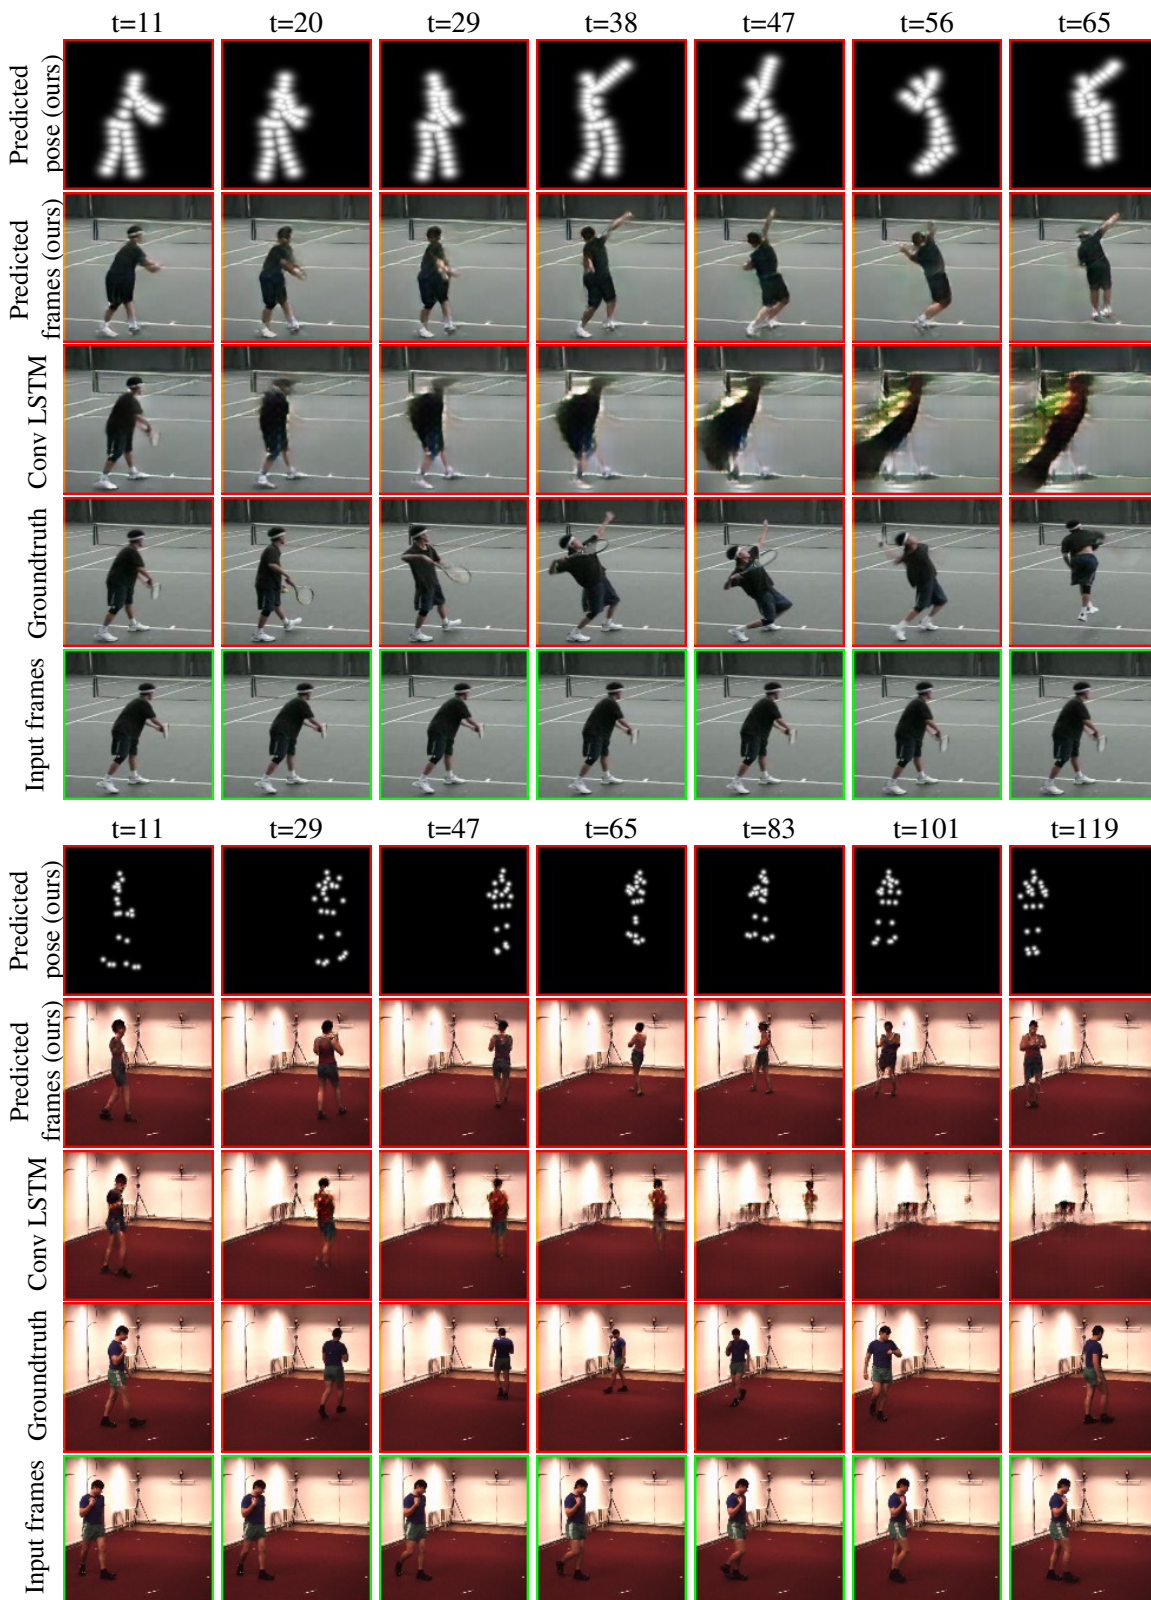 t=11 t=20 t=29 t=38 t=47 t=56 t=65
Predicted
pose (ours)
Predicted
frames (ours)
Conv LSTM
Groundtruth
Input frames
t=11 t=29 t=47 t=65 t=83 t=101 t=119
Predicted
pose (ours)
Predicted
frames (ours)
Conv LSTM
Groundtruth
Input frames